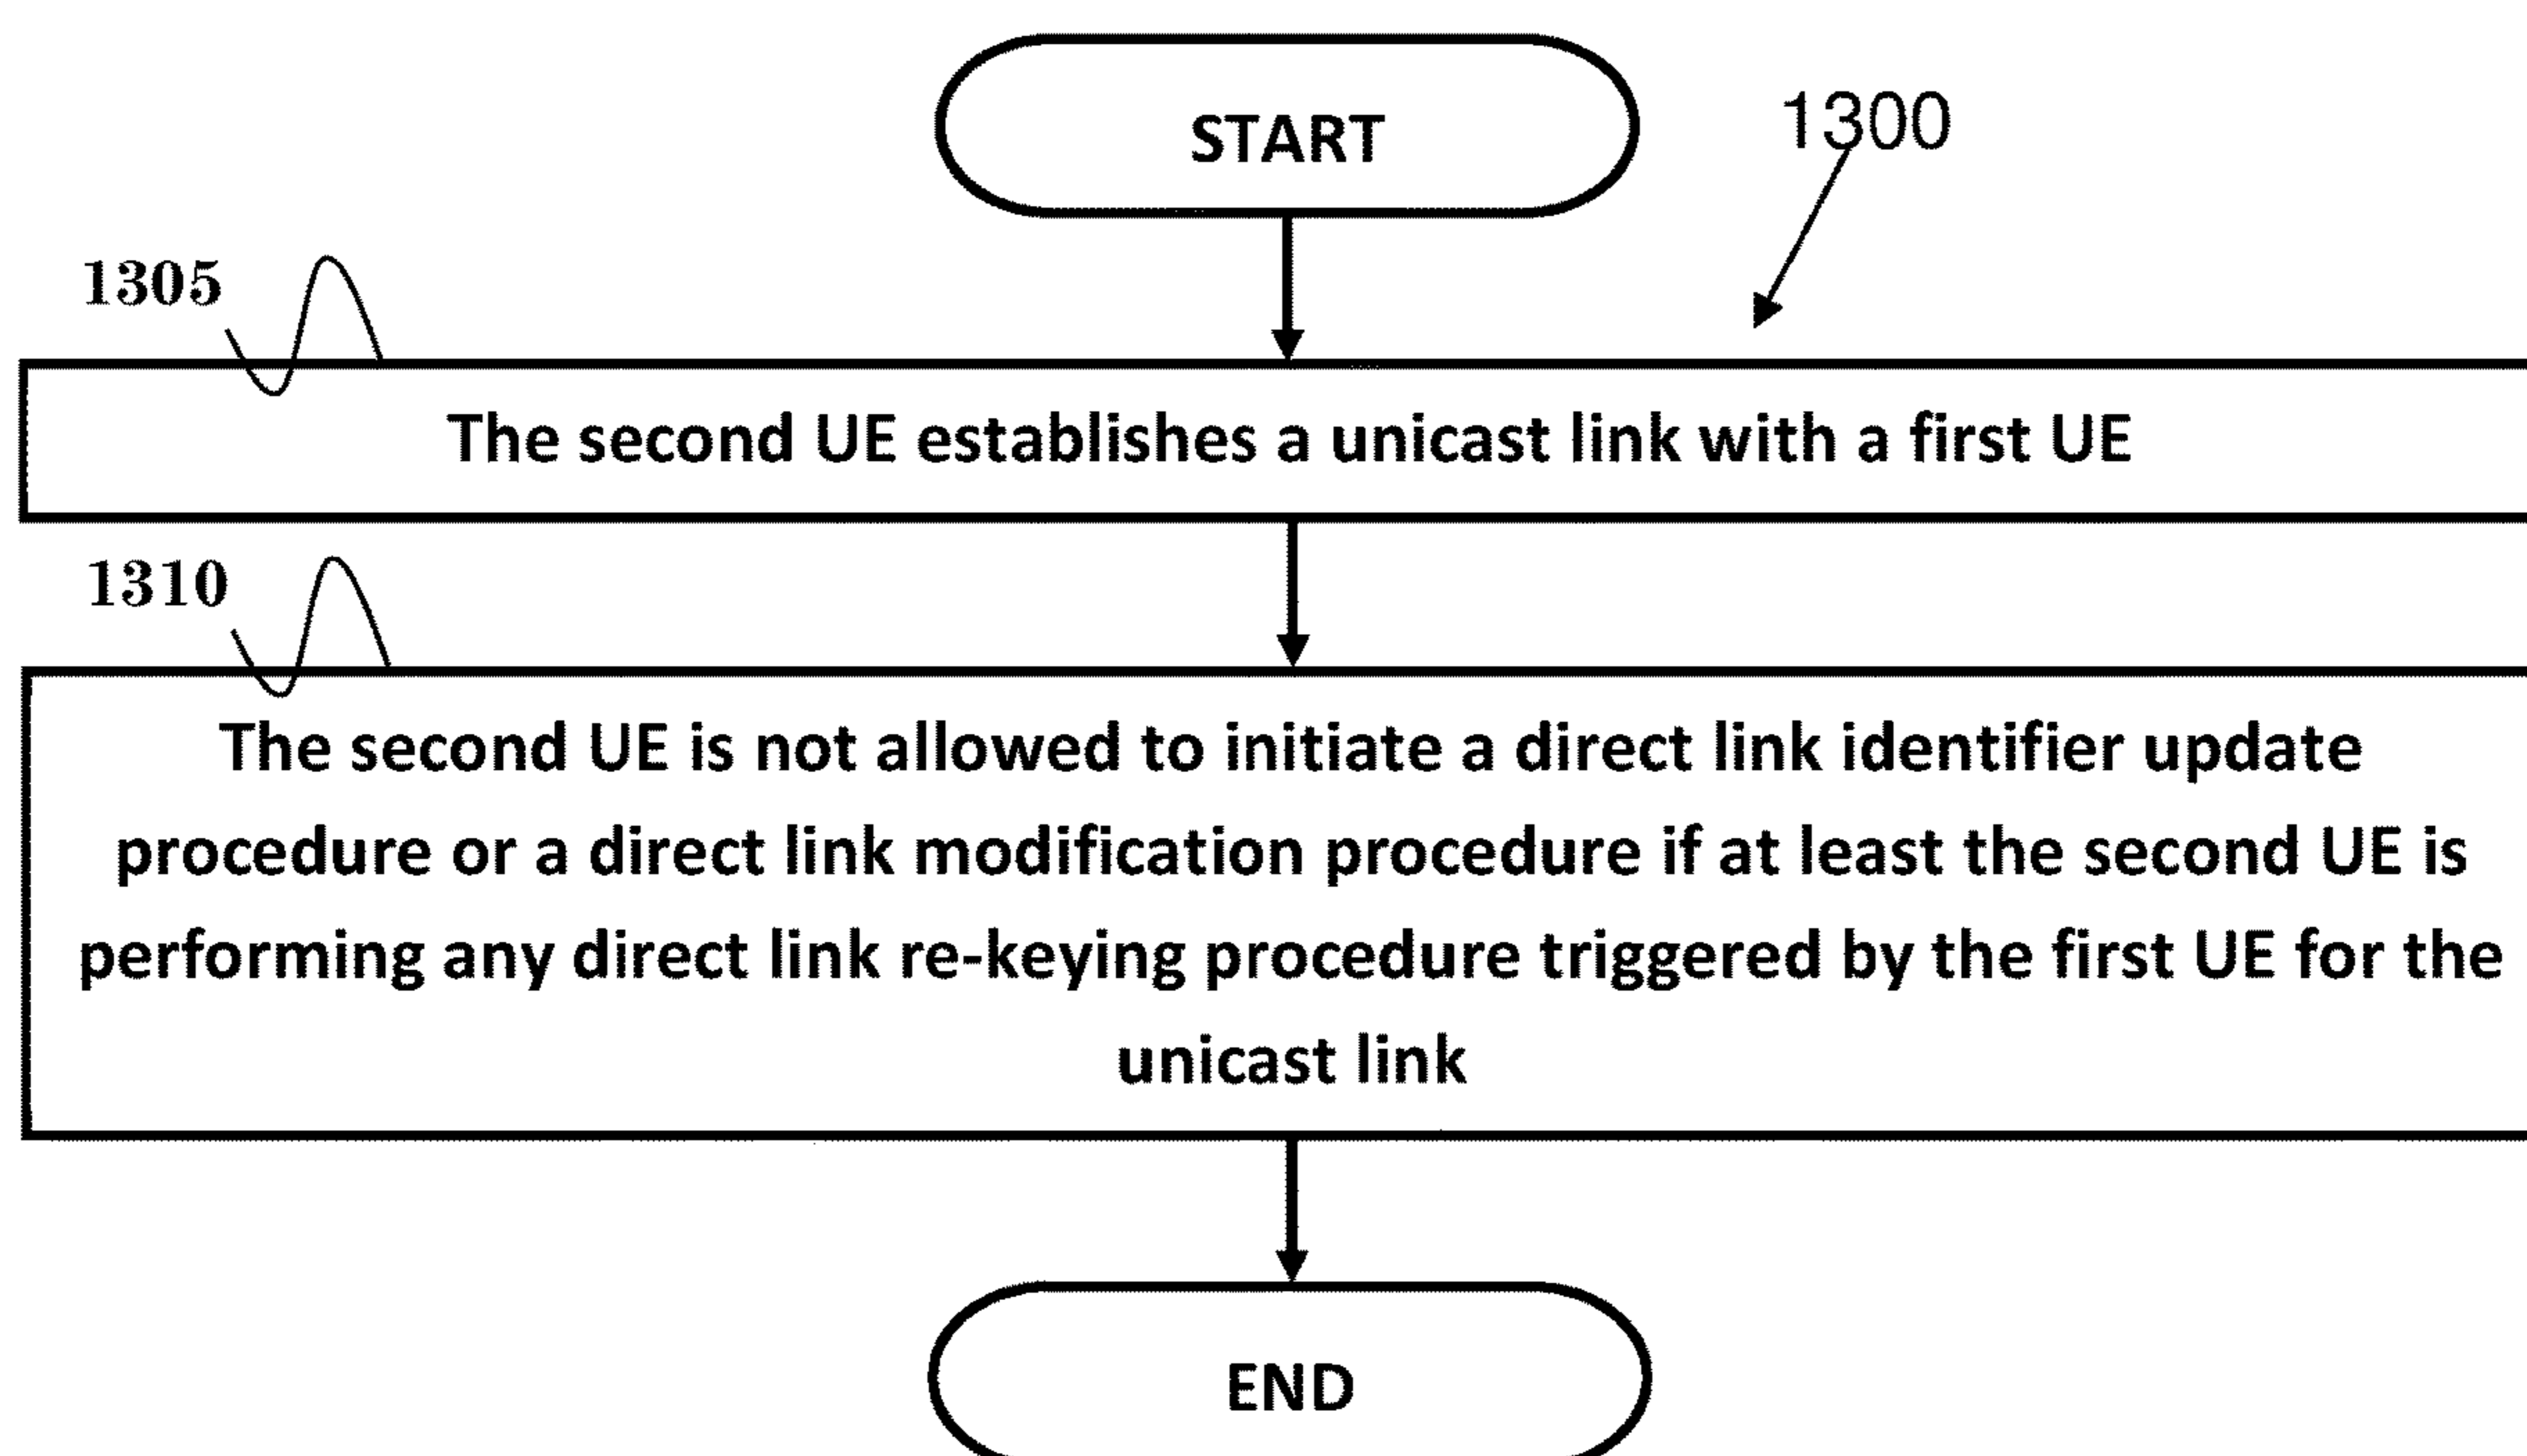 START
1300
1305
The second UE establishes a unicast link with a first UE
1310
The second UE is not allowed to initiate a direct link identifier update
procedure or a direct link modification procedure if at least the second UE is
performing any direct link re-keying procedure triggered by the first UE for the
unicast link
END